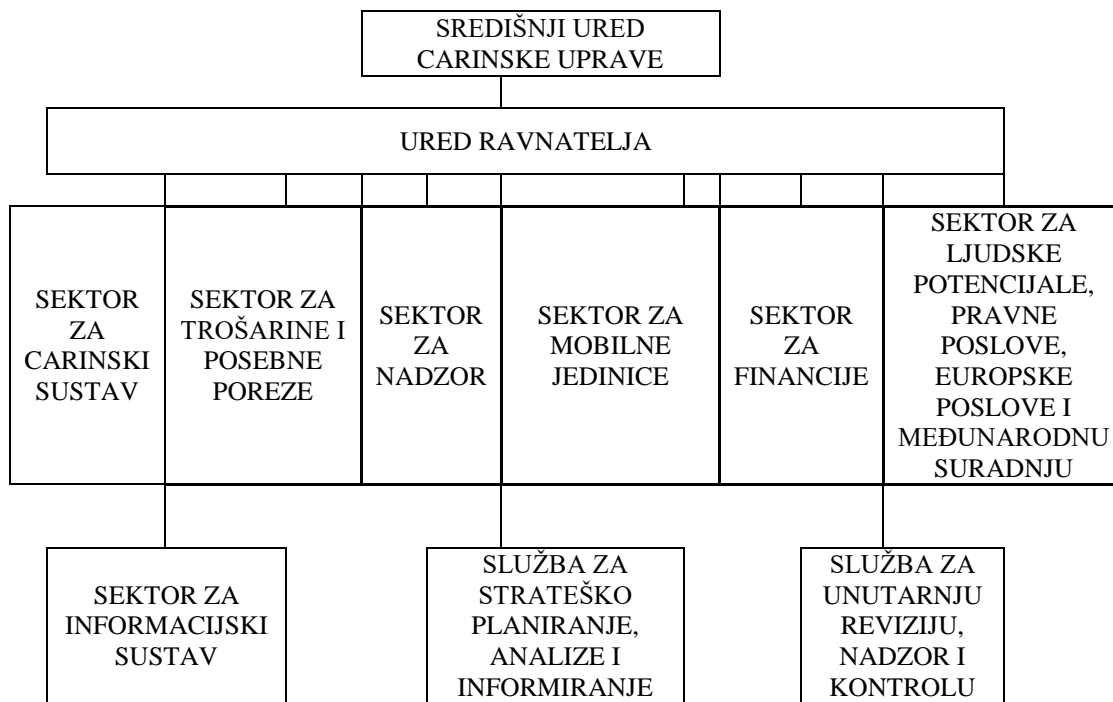 SREDIŠNJI URED
CARINSKE UPRAVE
URED RAVNATELJA
SEKTOR
ZA
CARINSKI
SUSTAV
SEKTOR ZA
TROŠARINE I
POSEBNE
POREZE
SEKTOR
ZA
NADZOR
SEKTOR ZA
MOBILNE
JEDINICE
SEKTOR
ZA
FINANCIJE
SEKTOR ZA
LJUDSKE
POTENCIJALE,
PRAVNE
POSLOVE,
EUROPSKE
POSLOVE I
MEĐUNARODNU
SURADNJU
SEKTOR ZA
INFORMACIJSKI
SUSTAV
SLUŽBA ZA
STRATEŠKO
PLANIRANJE,
ANALIZE I
INFORMIRANJE
SLUŽBA ZA
UNUTARNJU
REVIZIJU,
NADZOR I
KONTROLU